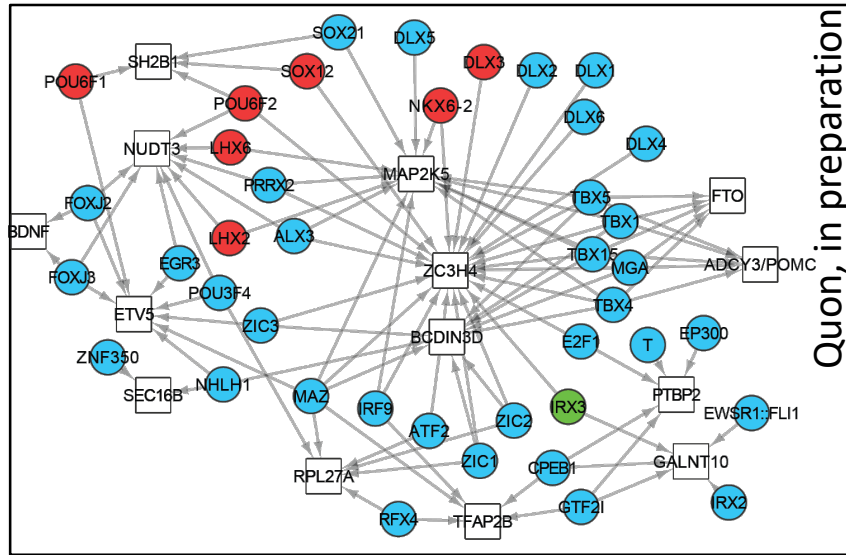 SOX21
DLX5
SH2B1
SOX12
DLX3
DLX2
DLX1
POU6F1
POU6F2
NKX6-2
DLX6
NUDT3
LHX6
DLX4
MAP2K5
PRRX2
FOXJ2
TBX5
FTO
BDNF
LHX2
ALX3
TBX1
TBX15
EGR3
ZC3H4
MGA
ADCY3/POMC
FOXJ3
POU3F4
TBX4
ETV5
ZIC3
BCDIN3D
E2F1
T
EP300
ZNF350
SEC16B
NHLH1
MAZ
IRF9
IRX3
PTBP2
ATF2
ZIC2
EWSR1::FLI1
ZIC1
CPEB1
GALNT10
RPL27A
RFX4
TFAP2B
GTF2I
IRX2
Quon, in preparation